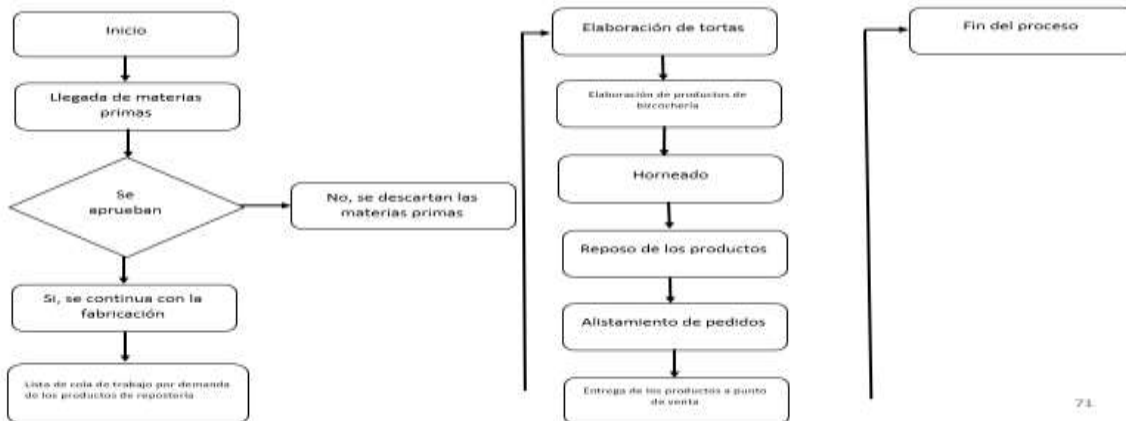 Inicio
Llegada de materias
primas
Se
aprueban
No, se descartan las
materias primas
Si, se continua con la
fabricación
Lista de cola de trabajo por demanda
de los productos de repostería
Elaboración de tortas
Elaboración de productos de
bizcochería
Horneado
Reposo de los productos
Alistamiento de pedidos
Entrega de los productos a punto
de venta
Fin del proceso
71